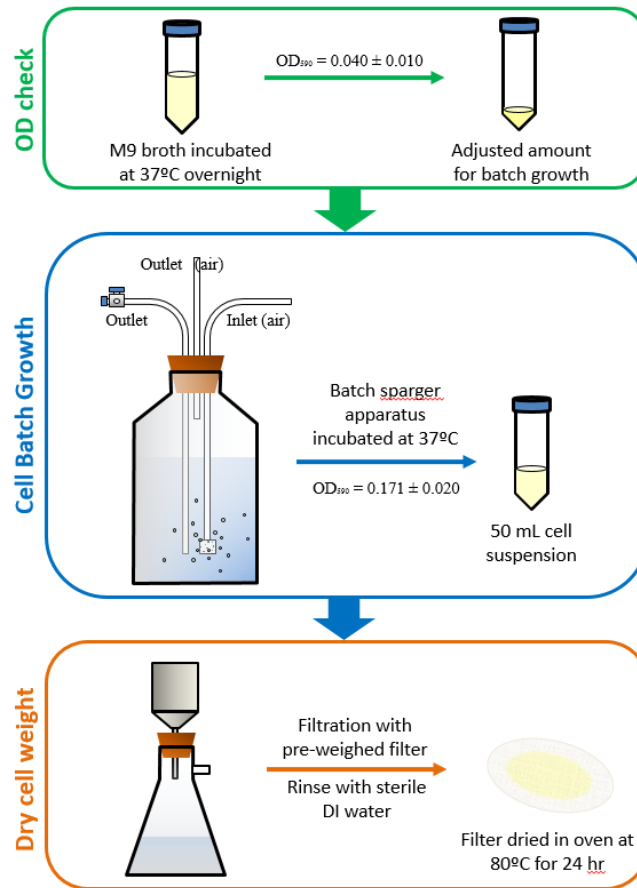 OD check
OD₅₉₀ = 0.040 ± 0.010
M9 broth incubated
at 37ºC overnight
Adjusted amount
for batch growth
Cell Batch Growth
Outlet (air)
Outlet
Inlet (air)
Batch sparger
apparatus
incubated at 37ºC
OD₅₉₀ = 0.171 ± 0.020
50 mL cell
suspension
Dry cell weight
Filtration with
pre-weighed filter
Rinse with sterile
DI water
Filter dried in oven at
80ºC for 24 hr